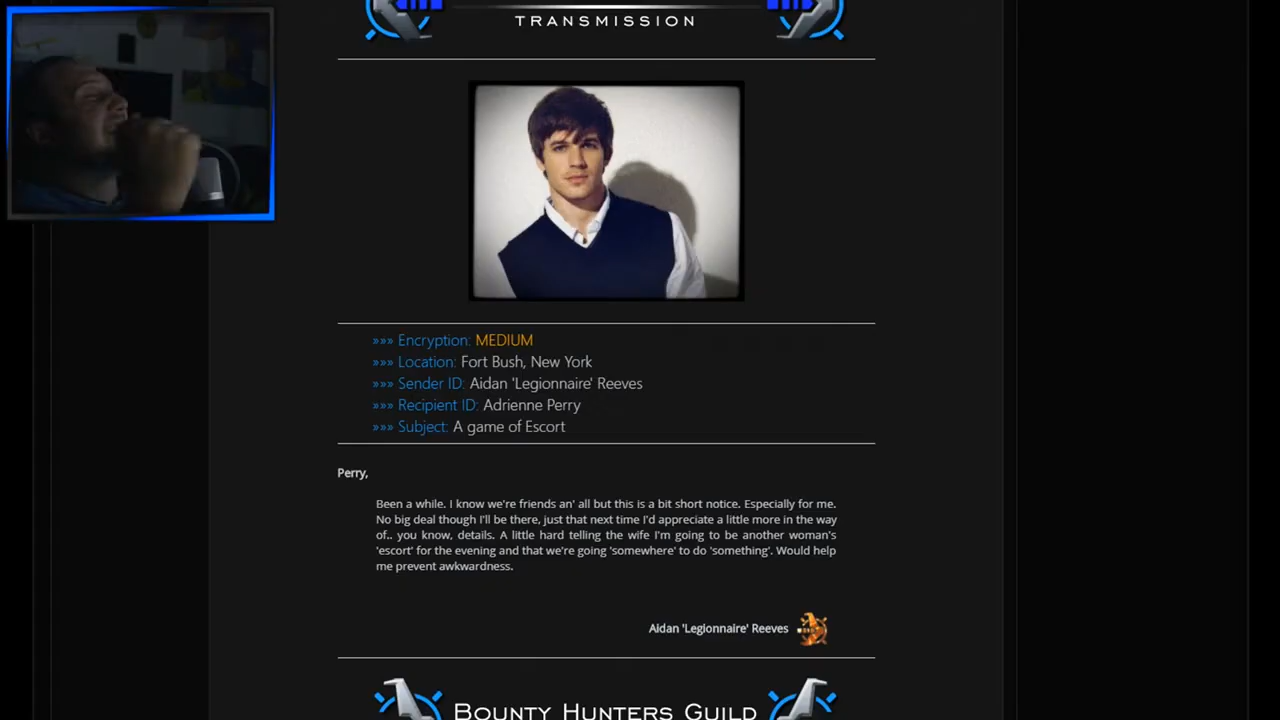 TRANSMISSION
»»» Encryption: MEDIUM
»»» Location: Fort Bush, New York
»»» Sender ID: Aidan 'Legionnaire' Reeves
»»» Recipient ID: Adrienne Perry
»»» Subject: A game of Escort
Perry,
Been a while. I know we're friends an' all but this is a bit short notice. Especially for me.
No big deal though I'll be there, just that next time I'd appreciate a little more in the way
of.. you know, details. A little hard telling the wife I'm going to be another woman's
'escort' for the evening and that we're going 'somewhere' to do 'something'. Would help
me prevent awkwardness.
Aidan 'Legionnaire' Reeves
BOUNTY HUNTERS GUILD